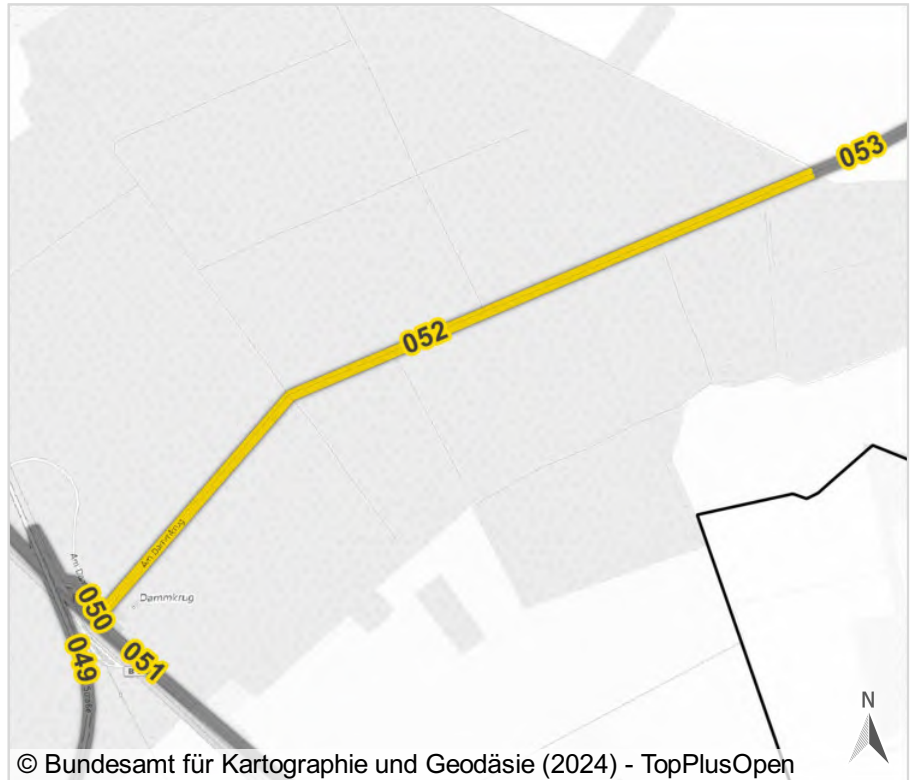 053
052
Am Dammkrug
Dammkrug
050
051
049
B
N
© Bundesamt für Kartographie und Geodäsie (2024) - TopPlusOpen